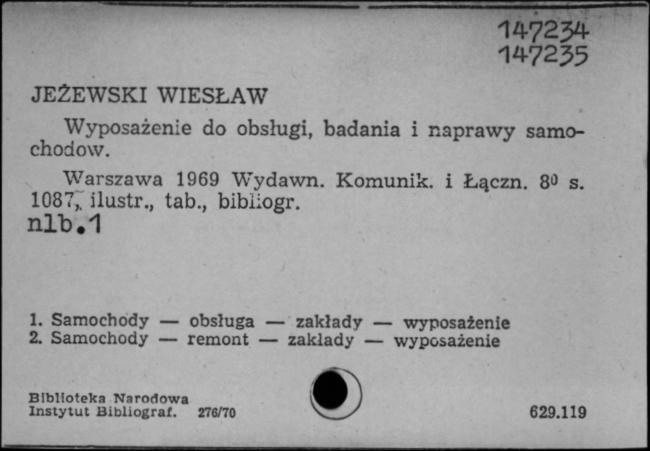 147234
147235
JEŻEWSKI WIESŁAW
Wyposażenie do obsługi, badania i naprawy samo-
chodow.
Warszawa 1969 Wydawn. Komunik. i Łączn. 8⁰ s.
1087, ilustr., tab., bibliogr.
nlb.1
1. Samochody — obsługa — zakłady — wyposażenie
2. Samochody — remont — zakłady — wyposażenie
Biblioteka Narodowa
Instytut Bibliograf. 276/70
629.119